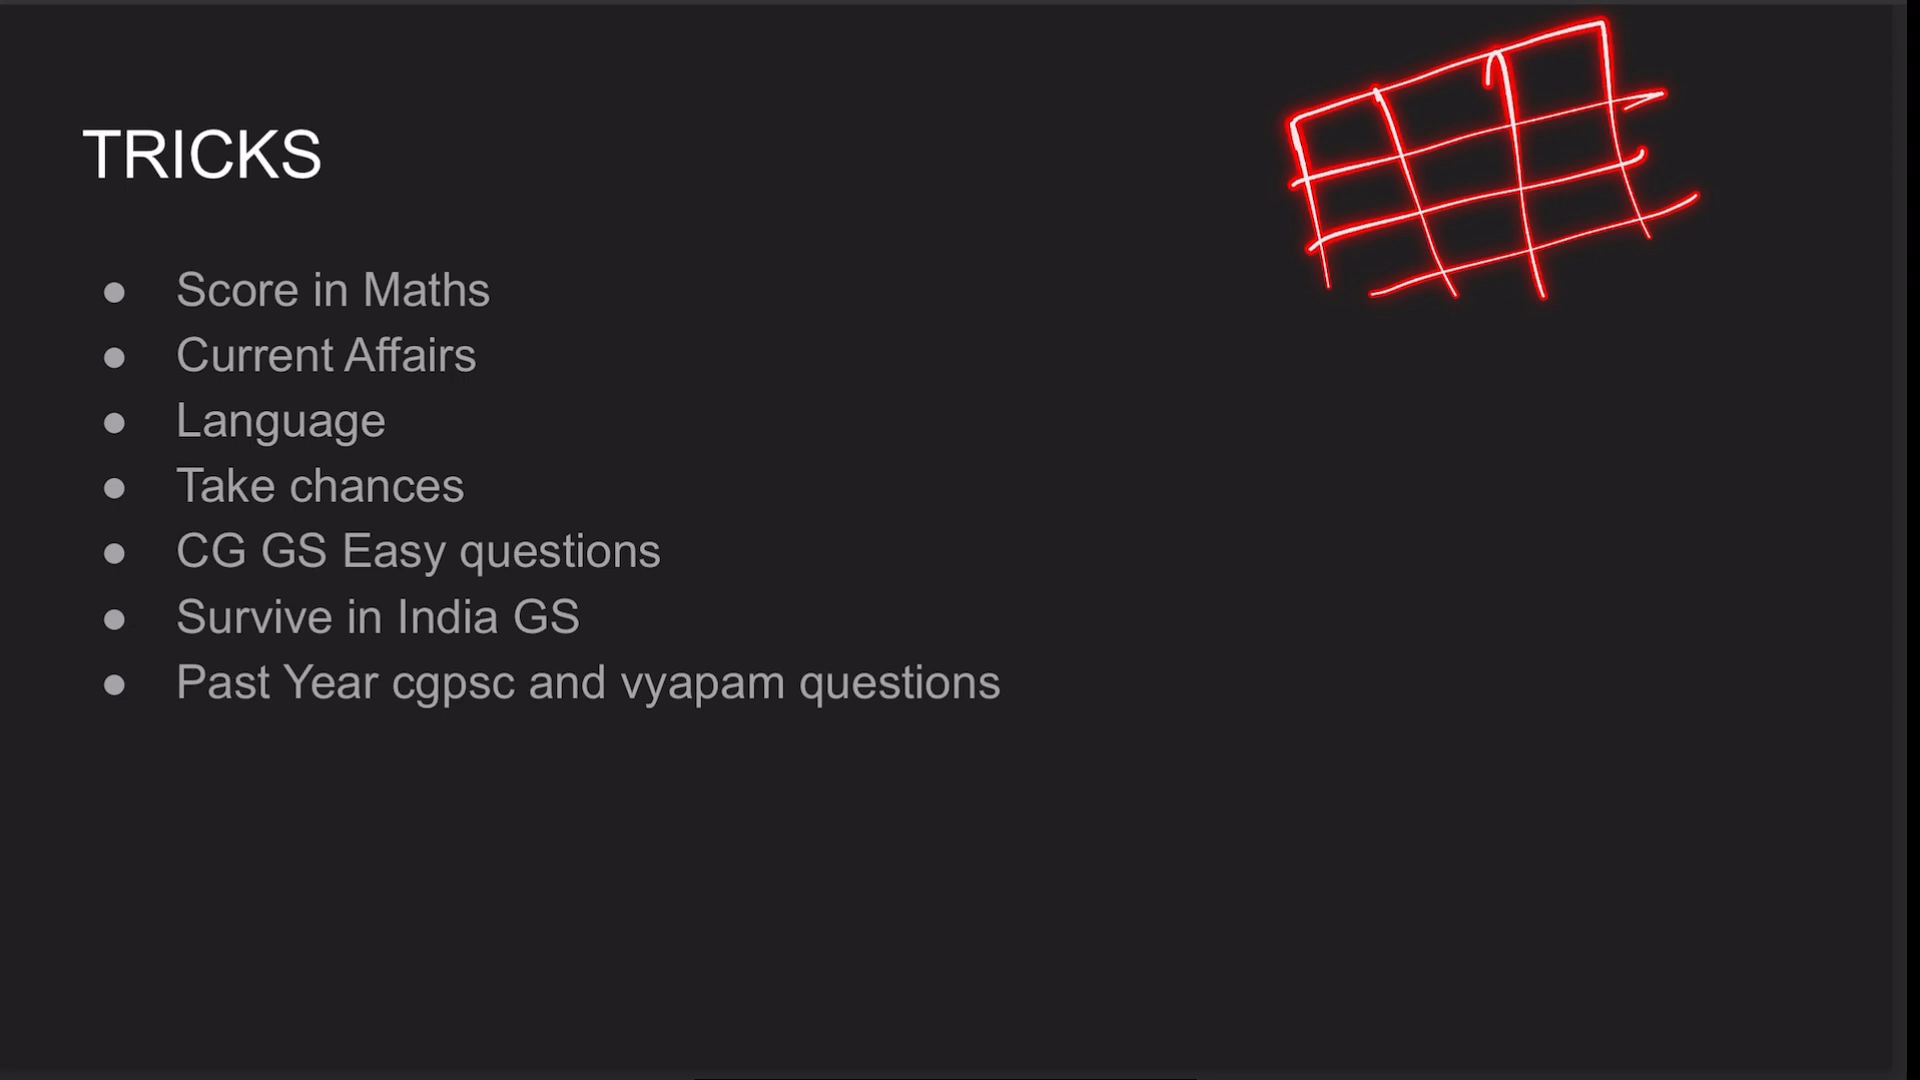 TRICKS
● Score in Maths
● Current Affairs
● Language
● Take chances
● CG GS Easy questions
● Survive in India GS
● Past Year cgpsc and vyapam questions